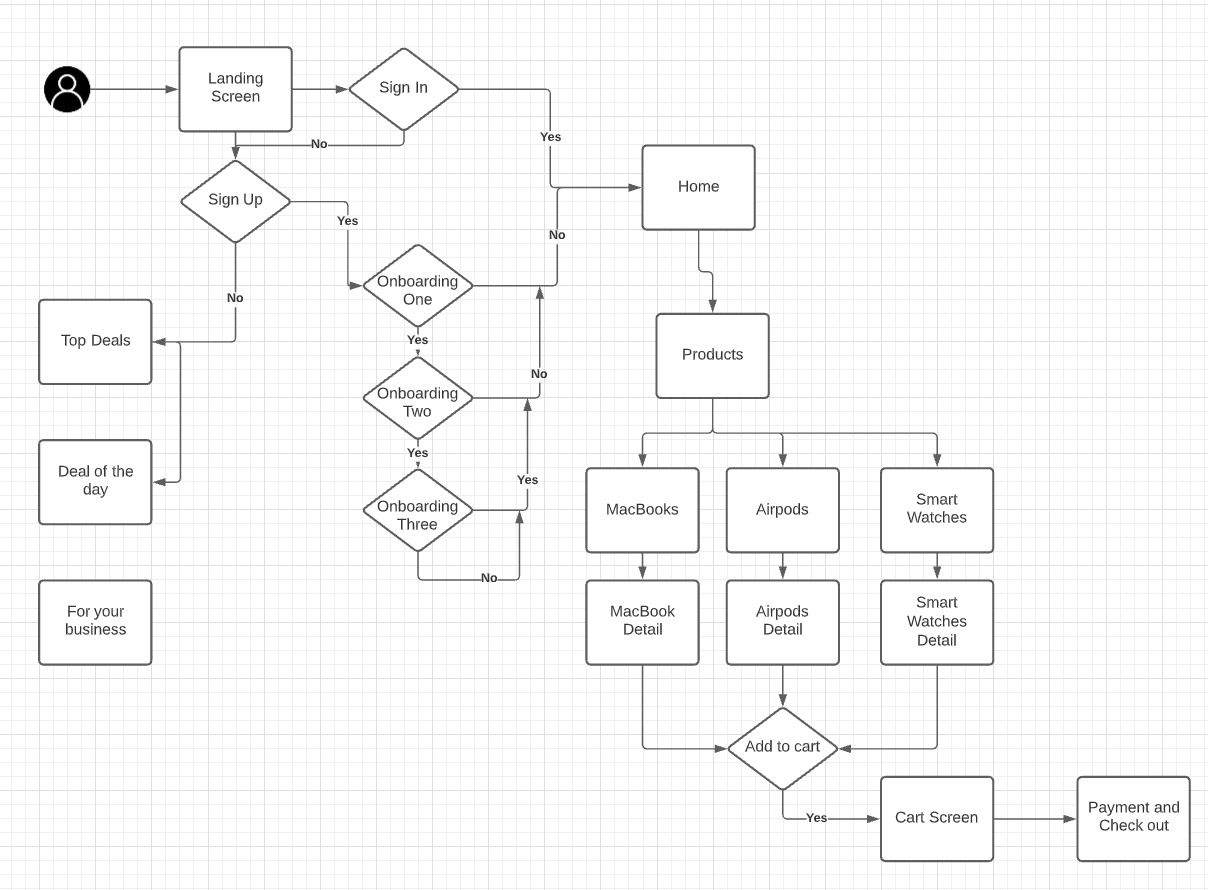 Landing
Screen
Sign In
Yes
No
Sign Up
Yes
Home
No
Onboarding
One
No
Top Deals
Yes
Products
No
Onboarding
Two
Yes
Deal of the
day
Yes
Onboarding
Three
No
MacBooks
Airpods
Smart
Watches
For your
business
MacBook
Detail
Airpods
Detail
Smart
Watches
Detail
Add to cart
Yes
Cart Screen
Payment and
Check out